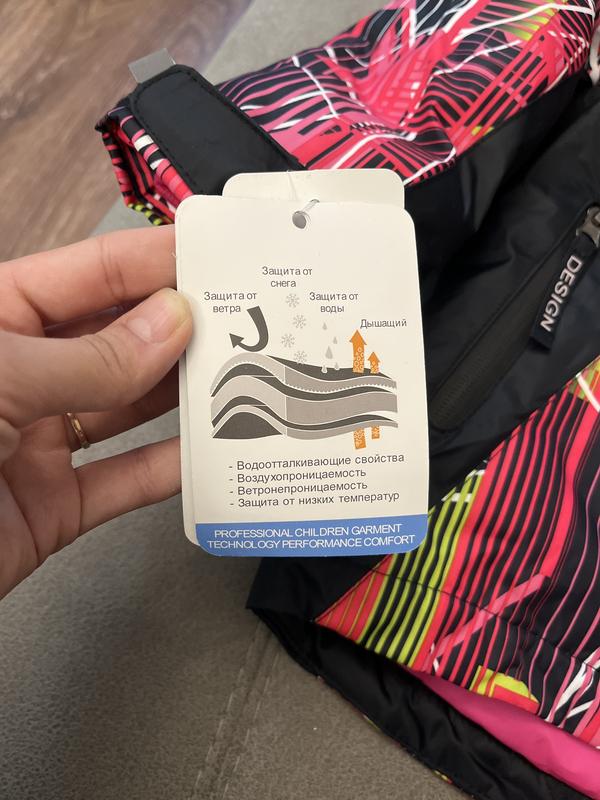 Защита от
снега
Защита от
ветра
Защита от
воды
Дышащий
- Водоотталкивающие свойства
- Воздухопроницаемость
- Ветронепроницаемость
- Защита от низких температур
PROFESSIONAL CHILDREN GARMENT
TECHNOLOGY PERFORMANCE COMFORT
DESIGN